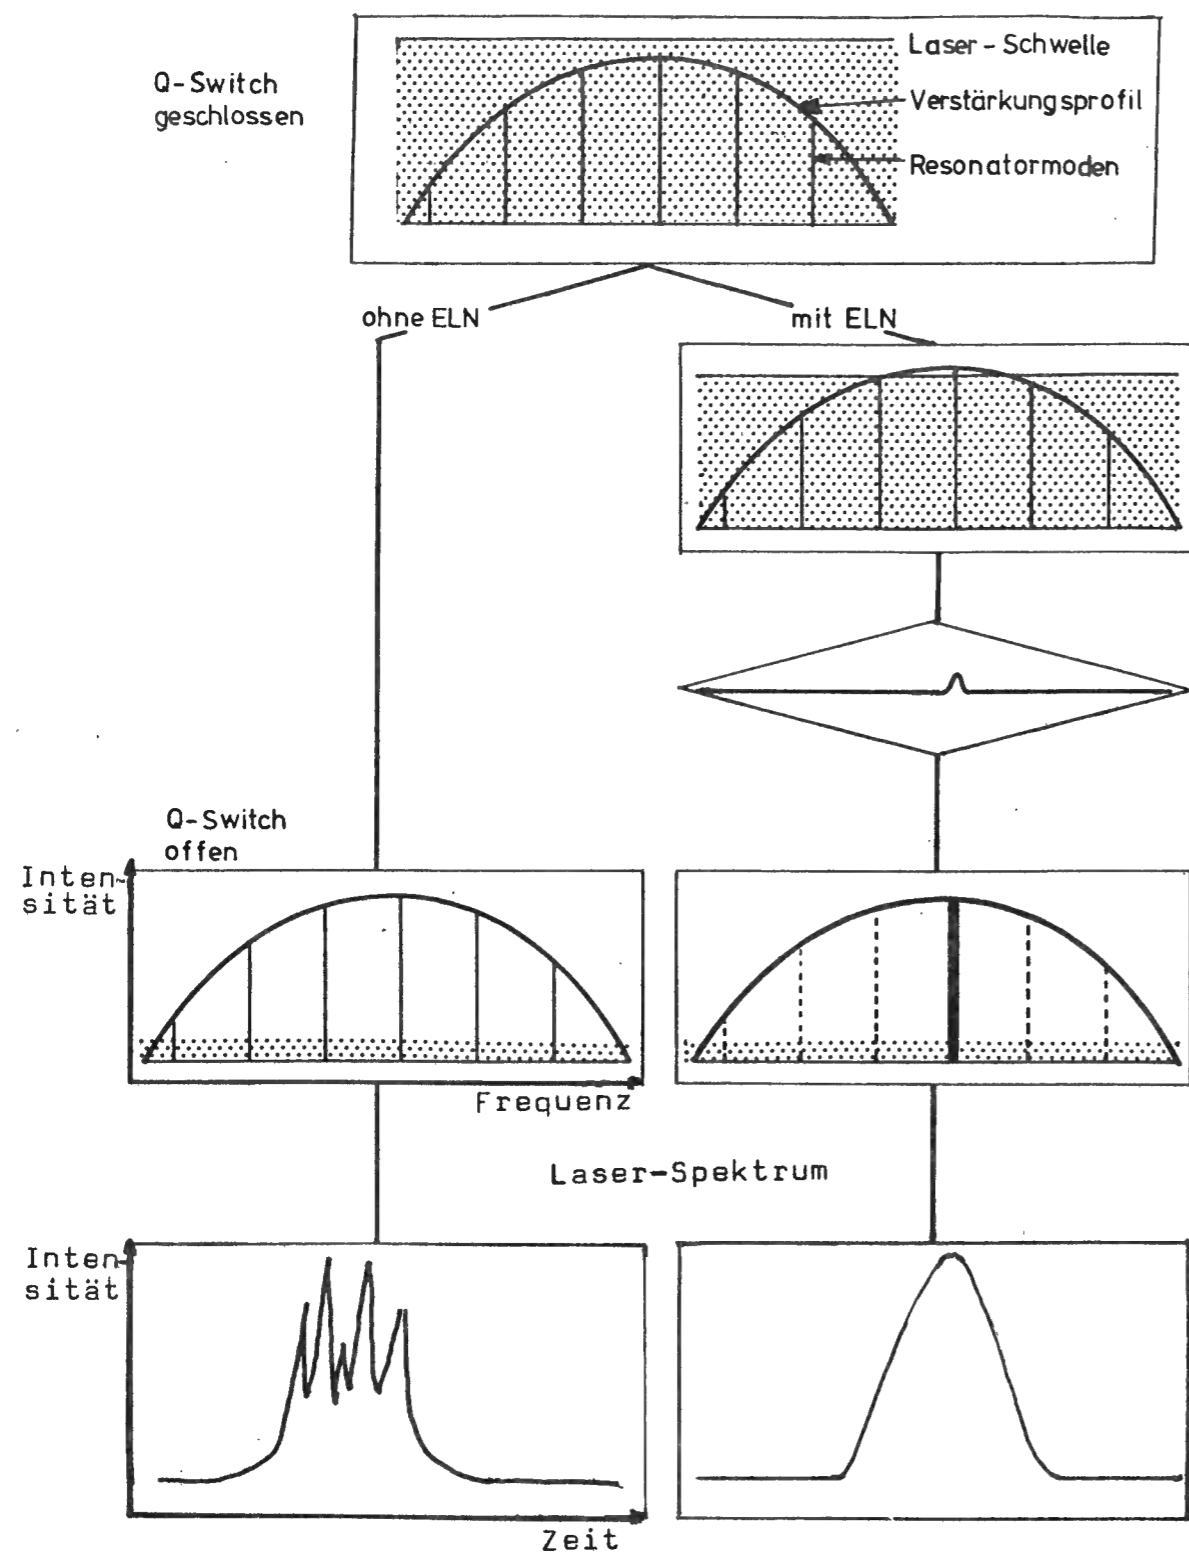 Q-Switch
geschlossen
Laser-Schwelle
Verstärkungsprofil
Resonatormoden
ohne ELN
mit ELN
Q-Switch
offen
Inten-
sität
Frequenz
Laser-Spektrum
Inten-
sität
Zeit